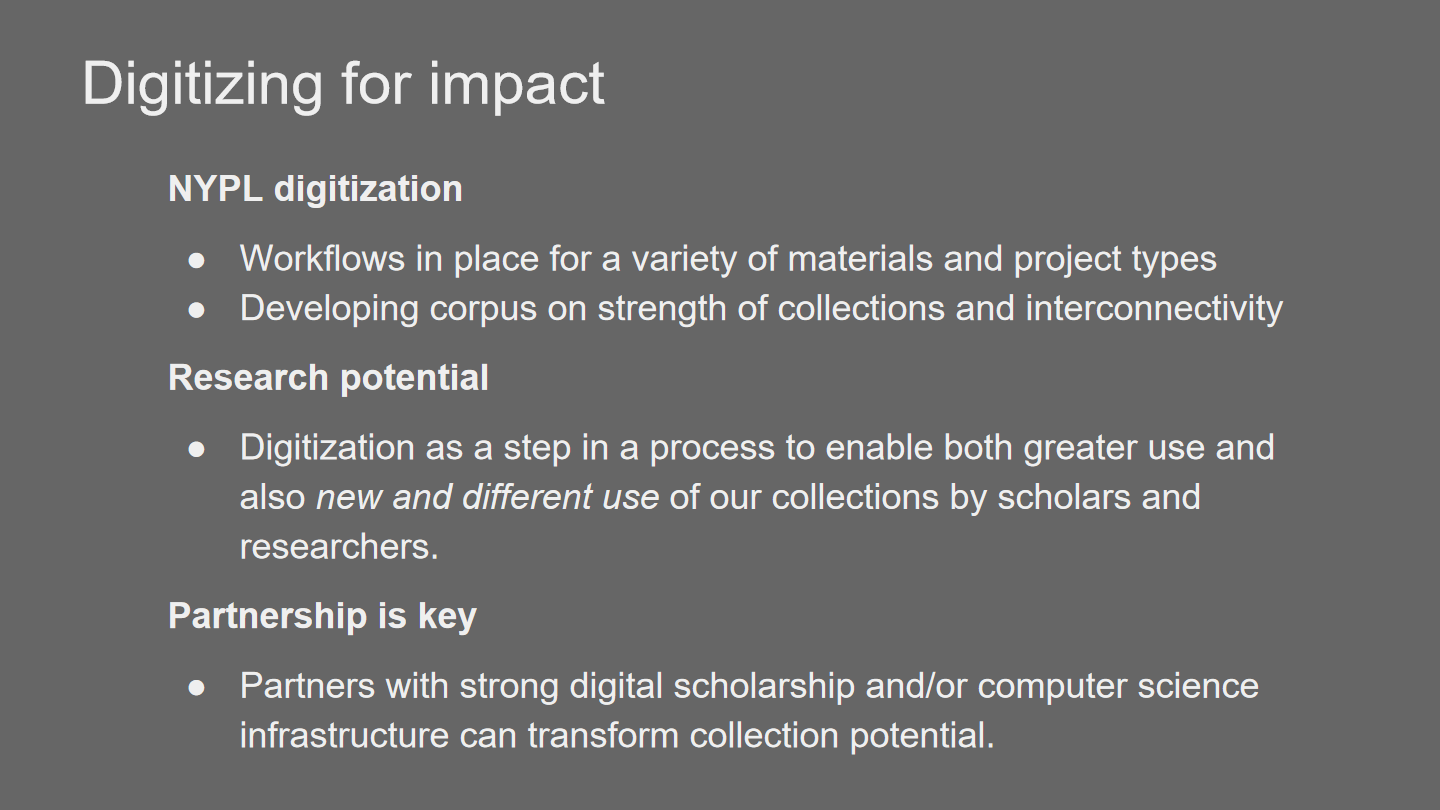 Digitizing for impact
NYPL digitization
● Workflows in place for a variety of materials and project types
● Developing corpus on strength of collections and interconnectivity
Research potential
● Digitization as a step in a process to enable both greater use and
also new and different use of our collections by scholars and
researchers.
Partnership is key
● Partners with strong digital scholarship and/or computer science
infrastructure can transform collection potential.